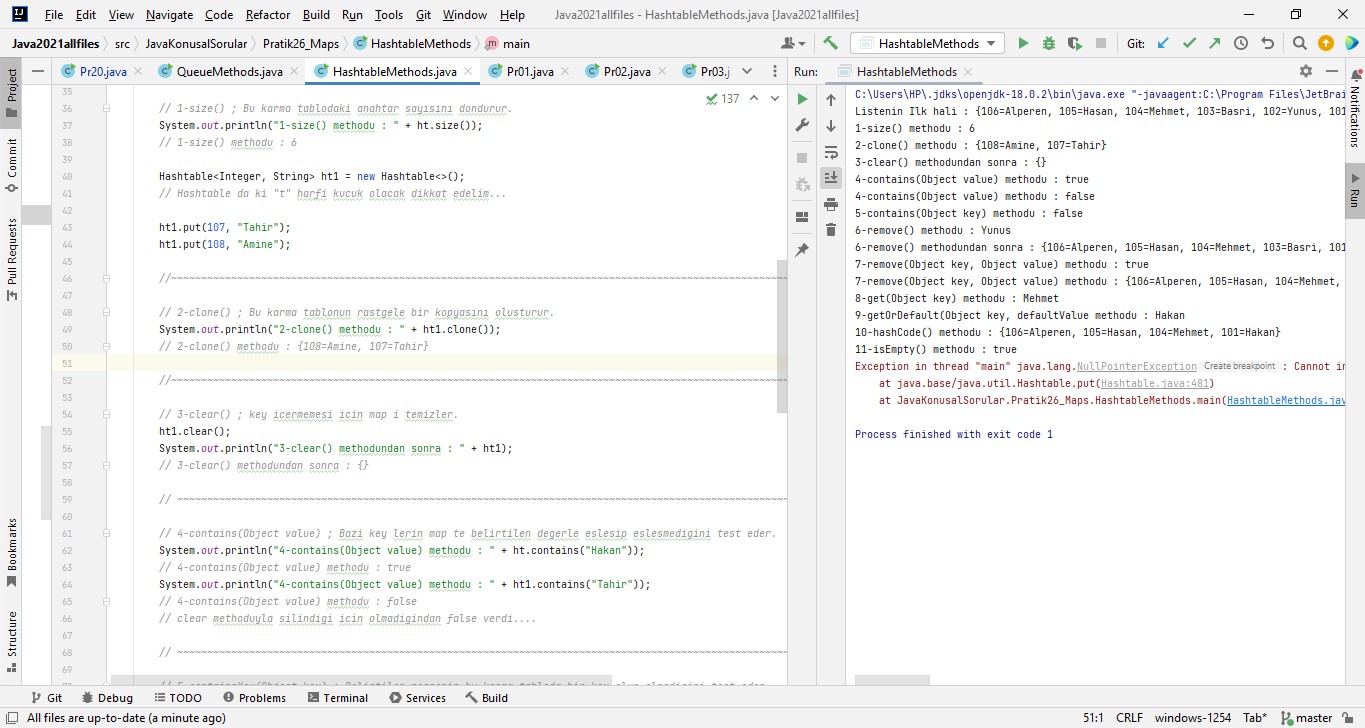 File Edit View Navigate Code Refactor Build Run Tools Git Window Help Java2021allfiles - HashtableMethods.java [Java2021allfiles]
Java2021allfiles src JavaKonusalSorular Pratik26_Maps HashtableMethods main HashtableMethods Git:
Pr20.java QueueMethods.java HashtableMethods.java Pr01.java Pr02.java Pr03.j Run: HashtableMethods
Project
Commit
Pull Requests
Bookmarks
Structure
137
35
36 // 1-size() ; Bu karma tablodaki anahtar sayisini dondurur.
37 System.out.println("1-size() methodu : " + ht.size());
38 // 1-size() methodu : 6
39
40 Hashtable<Integer, String> ht1 = new Hashtable<>();
41 // Hashtable da ki "t" harfi kucuk olacak dikkat edelim...
42
43 ht1.put(107, "Tahir");
44 ht1.put(108, "Amine");
45
46 //~~~~~~~~~~~~~~~~~~~~~~~~~~~~~~~~~~~~~~~~~~~~~~~~~~~~~~~~~~~~~~~~~~~~~~~~~~~~~~~~~~~~~~~~~~~~~~~~~~~~
47
48 // 2-clone() ; Bu karma tablonun rastgele bir kopyasini olusturur.
49 System.out.println("2-clone() methodu : " + ht1.clone());
50 // 2-clone() methodu : {108=Amine, 107=Tahir}
51
52 //~~~~~~~~~~~~~~~~~~~~~~~~~~~~~~~~~~~~~~~~~~~~~~~~~~~~~~~~~~~~~~~~~~~~~~~~~~~~~~~~~~~~~~~~~~~~~~~~~~~~
53
54 // 3-clear() ; key icermemesi icin map i temizler.
55 ht1.clear();
56 System.out.println("3-clear() methodundan sonra : " + ht1);
57 // 3-clear() methodundan sonra : {}
58
59 // ~~~~~~~~~~~~~~~~~~~~~~~~~~~~~~~~~~~~~~~~~~~~~~~~~~~~~~~~~~~~~~~~~~~~~~~~~~~~~~~~~~~~~~~~~~~~~~~~~~~
60
61 // 4-contains(Object value) ; Bazi key lerin map te belirtilen degerle eslesip eslesmedigini test eder.
62 System.out.println("4-contains(Object value) methodu : " + ht.contains("Hakan"));
63 // 4-contains(Object value) methodu : true
64 System.out.println("4-contains(Object value) methodu : " + ht1.contains("Tahir"));
65 // 4-contains(Object value) methodu : false
66 // clear methoduyla silindigi icin olmadigindan false verdi....
67
68 // ~~~~~~~~~~~~~~~~~~~~~~~~~~~~~~~~~~~~~~~~~~~~~~~~~~~~~~~~~~~~~~~~~~~~~~~~~~~~~~~~~~~~~~~~~~~~~~~~~~~
69
C:\Users\HP\.jdks\openjdk-18.0.2\bin\java.exe "-javaagent:C:\Program Files\JetBrai
Listenin Ilk hali : {106=Alperen, 105=Hasan, 104=Mehmet, 103=Basri, 102=Yunus, 101
1-size() methodu : 6
2-clone() methodu : {108=Amine, 107=Tahir}
3-clear() methodundan sonra : {}
4-contains(Object value) methodu : true
4-contains(Object value) methodu : false
5-contains(Object key) methodu : false
6-remove() methodu : Yunus
6-remove() methodundan sonra : {106=Alperen, 105=Hasan, 104=Mehmet, 103=Basri, 101
7-remove(Object key, Object value) methodu : true
7-remove(Object key, Object value) methodu : {106=Alperen, 105=Hasan, 104=Mehmet,
8-get(Object key) methodu : Mehmet
9-getOrDefault(Object key, defaultValue methodu : Hakan
10-hashCode() methodu : {106=Alperen, 105=Hasan, 104=Mehmet, 101=Hakan}
11-isEmpty() methodu : true
Exception in thread "main" java.lang.NullPointerException Create breakpoint : Cannot in
at java.base/java.util.Hashtable.put(Hashtable.java:481)
at JavaKonusalSorular.Pratik26_Maps.HashtableMethods.main(HashtableMethods.jav
Process finished with exit code 1
Notifications
Run
Git Debug TODO Problems Terminal Services Build
All files are up-to-date (a minute ago) 51:1 CRLF windows-1254 Tab* master